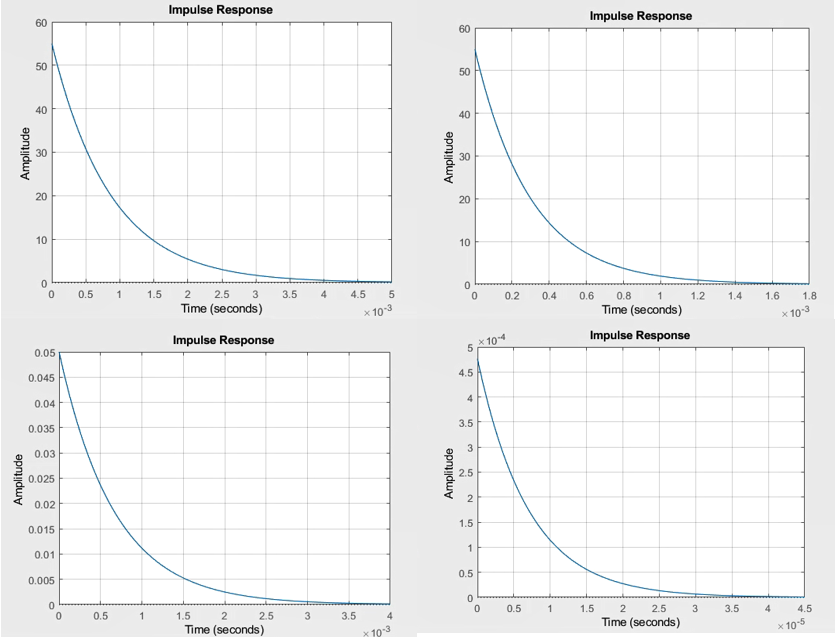 Impulse Response
60
50
40
30
20
10
0
Amplitude
0 0.5 1 1.5 2 2.5 3 3.5 4 4.5 5
Time (seconds)
×10⁻³
Impulse Response
60
50
40
30
20
10
0
Amplitude
0 0.2 0.4 0.6 0.8 1 1.2 1.4 1.6 1.8
Time (seconds)
×10⁻³
Impulse Response
0.05
0.045
0.04
0.035
0.03
0.025
0.02
0.015
0.01
0.005
0
Amplitude
0 0.5 1 1.5 2 2.5 3 3.5 4
Time (seconds)
×10⁻³
Impulse Response
×10⁻⁴
5
4.5
4
3.5
3
2.5
2
1.5
1
0.5
0
Amplitude
0 0.5 1 1.5 2 2.5 3 3.5 4 4.5
Time (seconds)
×10⁻⁵